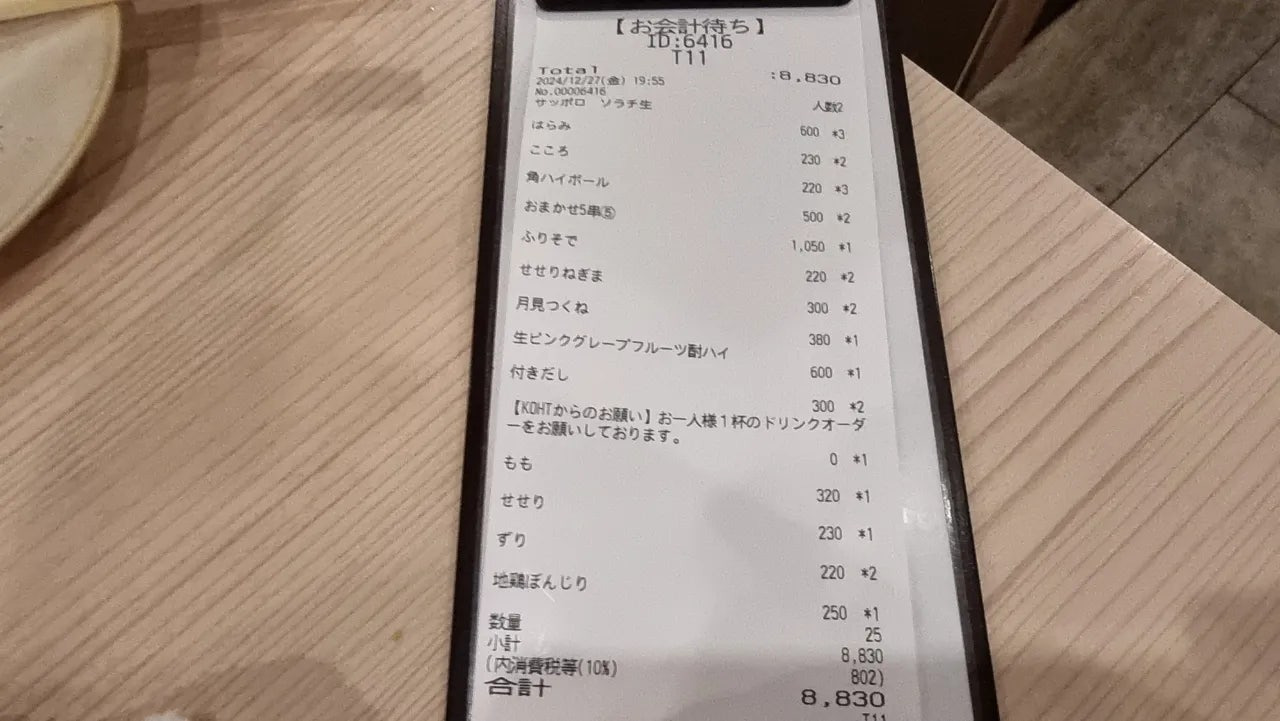 【お会計待ち】
ID:6416
T11
Total :8,830
2024/12/27(金) 19:55
No.00006416
サッポロ ソラチ生 人数2
600 *3
はらみ
230 *2
こころ
220 *3
角ハイボール
500 *2
おまかせ5串⑤
1,050 *1
ふりそで
220 *2
せせりねぎま
300 *2
月見つくね
380 *1
生ピンクグレープフルーツ酎ハイ
600 *1
付きだし
300 *2
【KOHTからのお願い】お一人様1杯のドリンクオーダ
ーをお願いしております。
0 *1
もも
320 *1
せせり
230 *1
ずり
220 *2
地鶏ぼんじり
250 *1
数量 25
小計 8,830
(内消費税等(10%) 802)
合計 8,830
T11